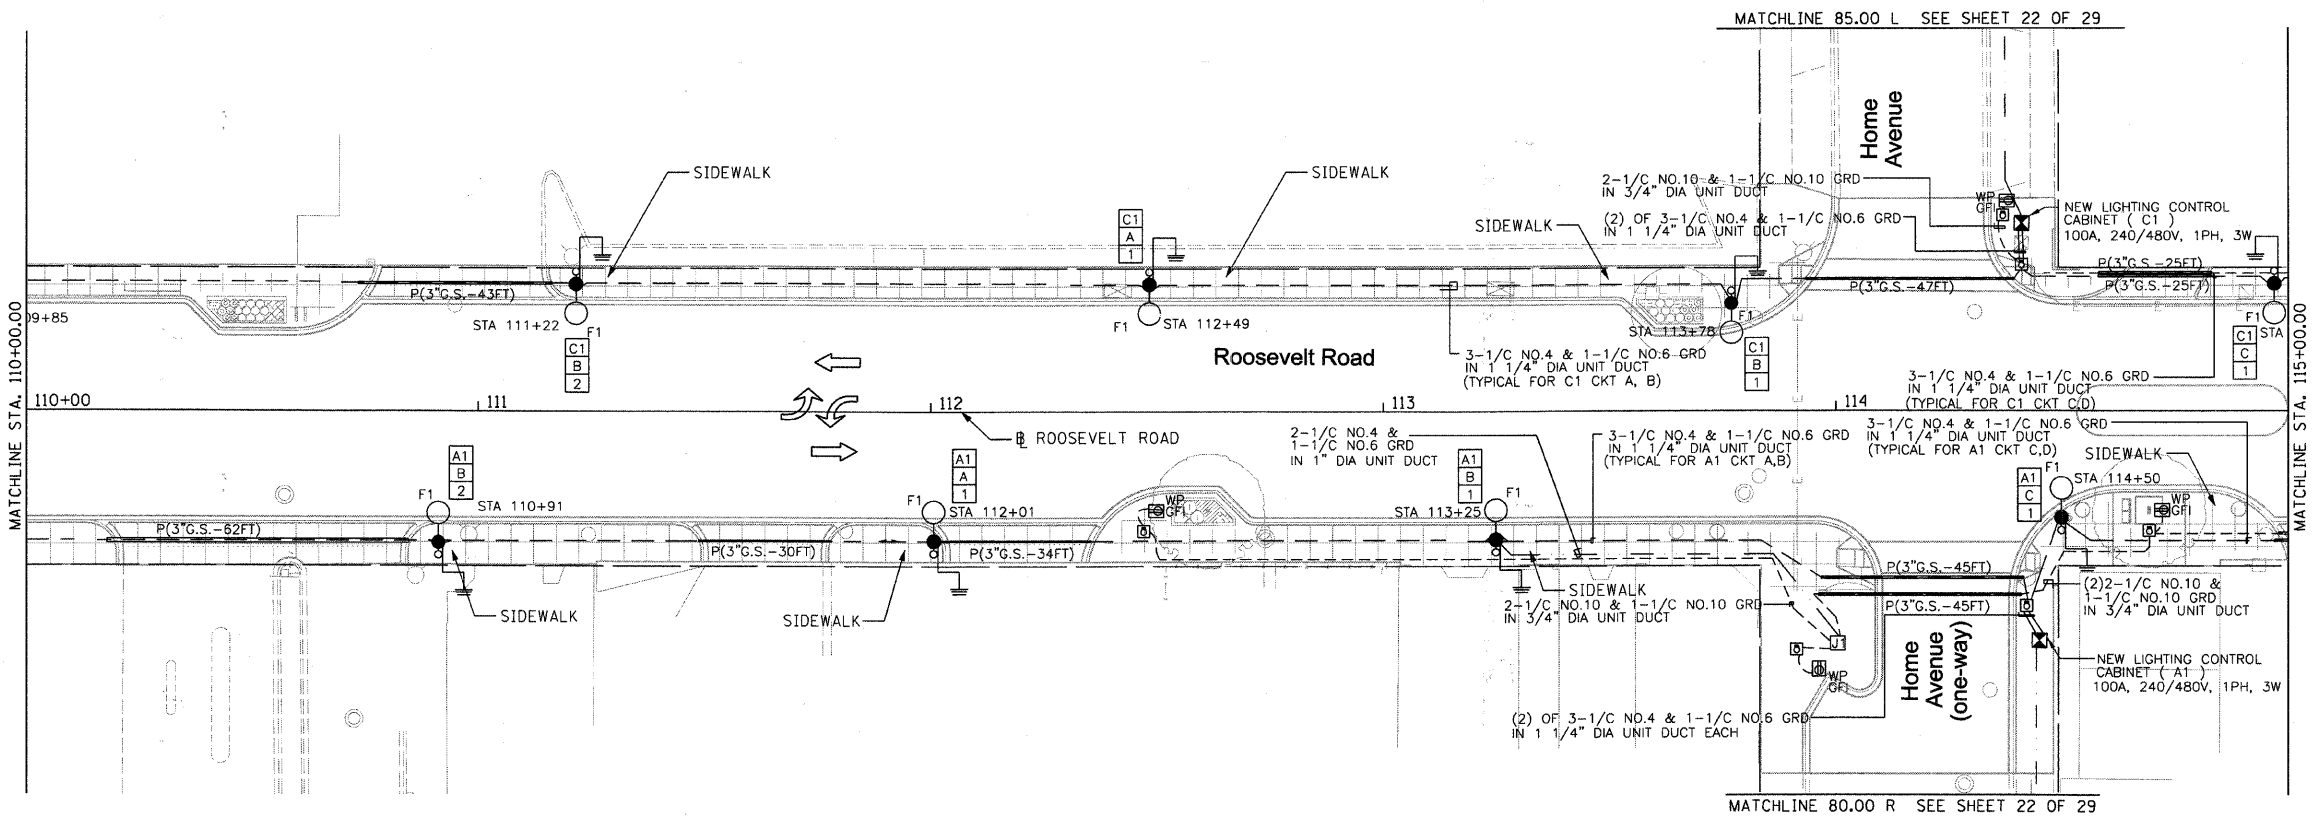 MATCHLINE 85.00 L SEE SHEET 22 OF 29
MATCHLINE STA. 110+00.00
MATCHLINE STA. 115+00.00
Home
Avenue
SIDEWALK
SIDEWALK
2-1/C NO.10 & 1-1/C NO.10 GRD
IN 3/4" DIA UNIT DUCT
(2) OF 3-1/C NO.4 & 1-1/C NO.6 GRD
IN 1 1/4" DIA UNIT DUCT
SIDEWALK
WP
GFI
NEW LIGHTING CONTROL
CABINET ( C1 )
100A, 240/480V, 1PH, 3W
C1
A
1
P(3"G.S.-43FT)
P(3"G.S.-47FT)
P(3"G.S.-25FT)
P(3"G.S.-25FT)
09+85
STA 111+22
F1
C1
B
2
F1
STA 112+49
STA 113+78
F1
C1
B
1
F1
STA
C1
C
1
Roosevelt Road
3-1/C NO.4 & 1-1/C NO.6 GRD
IN 1 1/4" DIA UNIT DUCT
(TYPICAL FOR C1 CKT A, B)
3-1/C NO.4 & 1-1/C NO.6 GRD
IN 1 1/4" DIA UNIT DUCT
(TYPICAL FOR C1 CKT C,D)
110+00
111
112
113
114
℄ ROOSEVELT ROAD
2-1/C NO.4 &
1-1/C NO.6 GRD
IN 1" DIA UNIT DUCT
3-1/C NO.4 & 1-1/C NO.6 GRD
IN 1 1/4" DIA UNIT DUCT
(TYPICAL FOR A1 CKT A,B)
3-1/C NO.4 & 1-1/C NO.6 GRD
IN 1 1/4" DIA UNIT DUCT
(TYPICAL FOR A1 CKT C,D)
SIDEWALK
A1
B
2
F1
STA 110+91
A1
A
1
F1
STA 112+01
WP
GFI
A1
B
1
F1
STA 113+25
A1
C
1
F1
STA 114+50
WP
GFI
P(3"G.S.-62FT)
P(3"G.S.-30FT)
P(3"G.S.-34FT)
P(3"G.S.-45FT)
P(3"G.S.-45FT)
SIDEWALK
SIDEWALK
SIDEWALK
2-1/C NO.10 & 1-1/C NO.10 GRD
IN 3/4" DIA UNIT DUCT
(2)2-1/C NO.10 &
1-1/C NO.10 GRD
IN 3/4" DIA UNIT DUCT
J1
WP
GFI
Home
Avenue
(one-way)
NEW LIGHTING CONTROL
CABINET ( A1 )
100A, 240/480V, 1PH, 3W
(2) OF 3-1/C NO.4 & 1-1/C NO.6 GRD
IN 1 1/4" DIA UNIT DUCT EACH
MATCHLINE 80.00 R SEE SHEET 22 OF 29